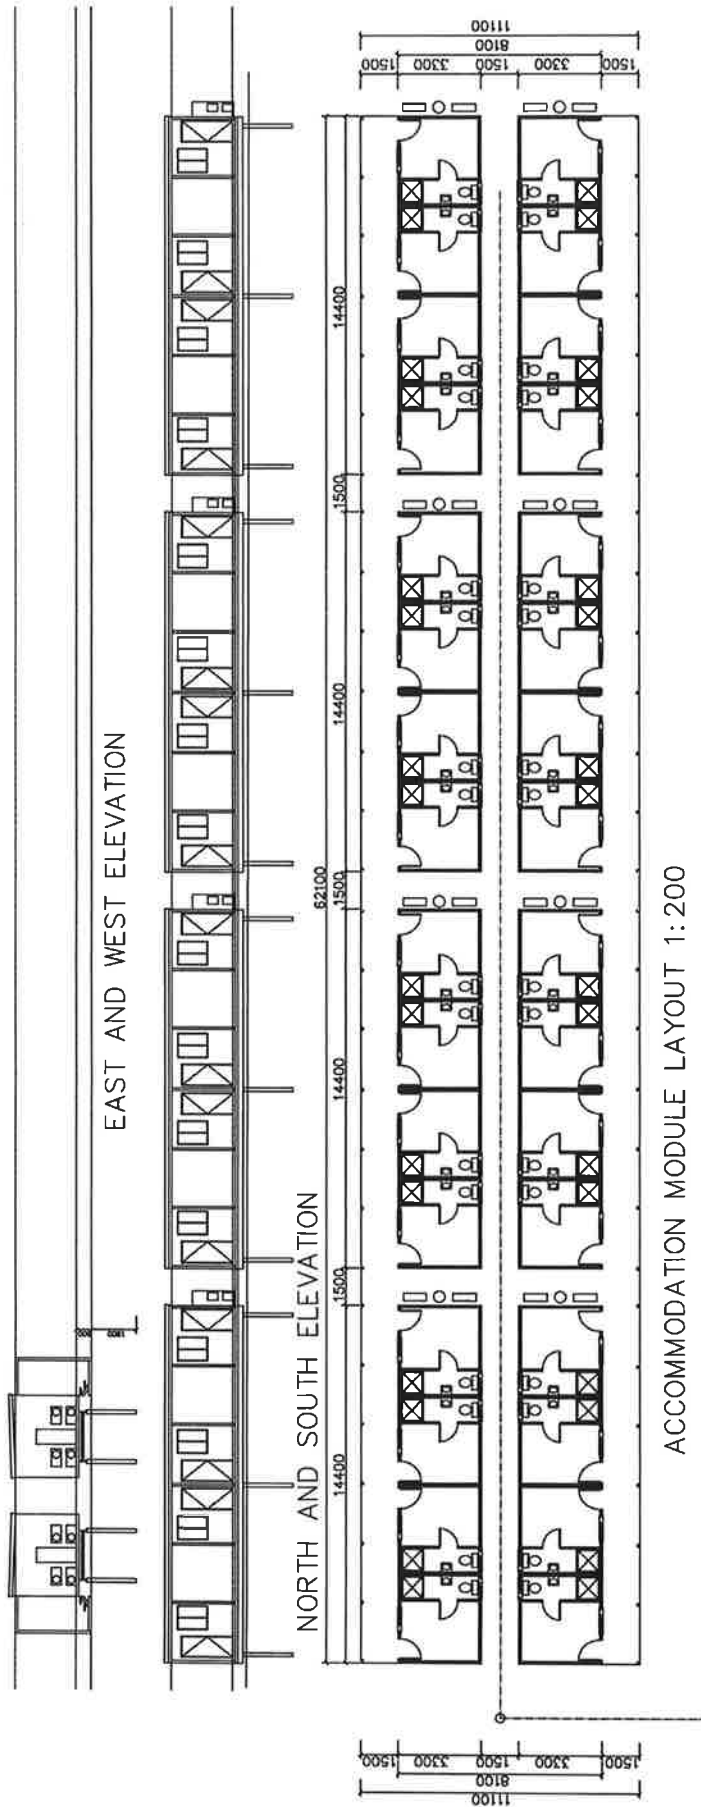 11100
8100
1500 3300 1500 3300 1500
EAST AND WEST ELEVATION
NORTH AND SOUTH ELEVATION
62100
14400 1500 14400 1500 14400 1500 14400
ACCOMMODATION MODULE LAYOUT 1:200
1500 3300 1500 3300 1500
8100
11100